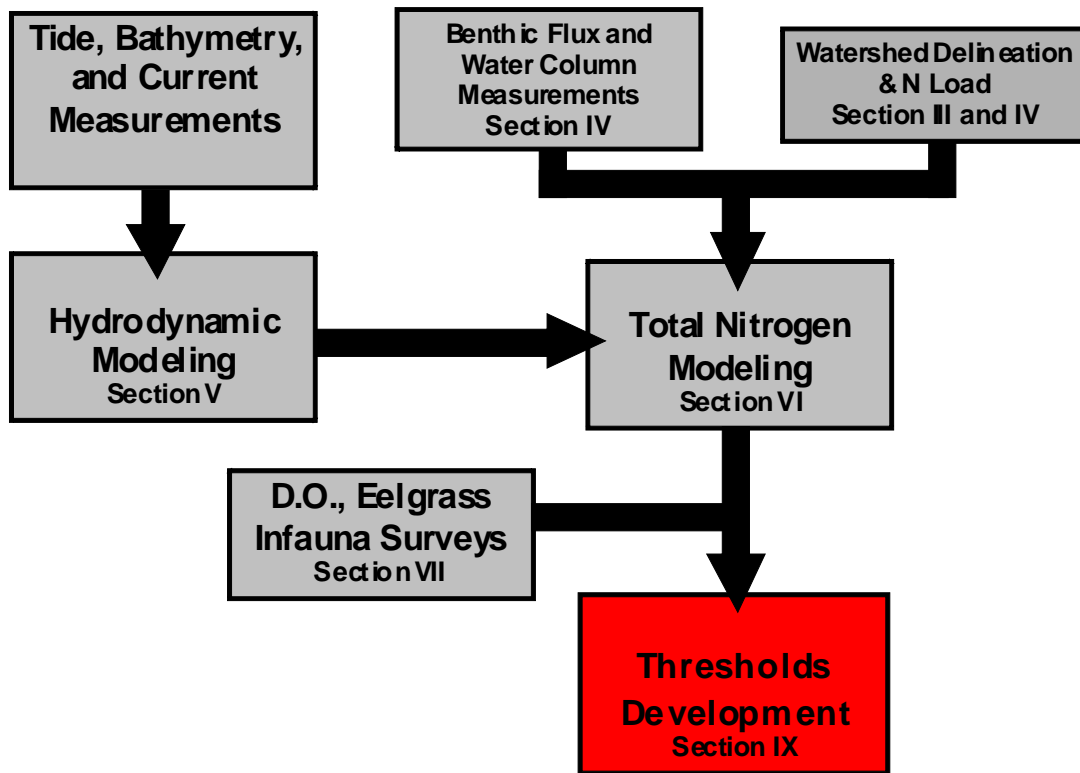 Tide, Bathymetry,
and Current
Measurements
Benthic Flux and
Water Column
Measurements
Section IV
Watershed Delineation
& N Load
Section III and IV
Hydrodynamic
Modeling
Section V
Total Nitrogen
Modeling
Section VI
D.O., Eelgrass
Infauna Surveys
Section VII
Thresholds
Development
Section IX